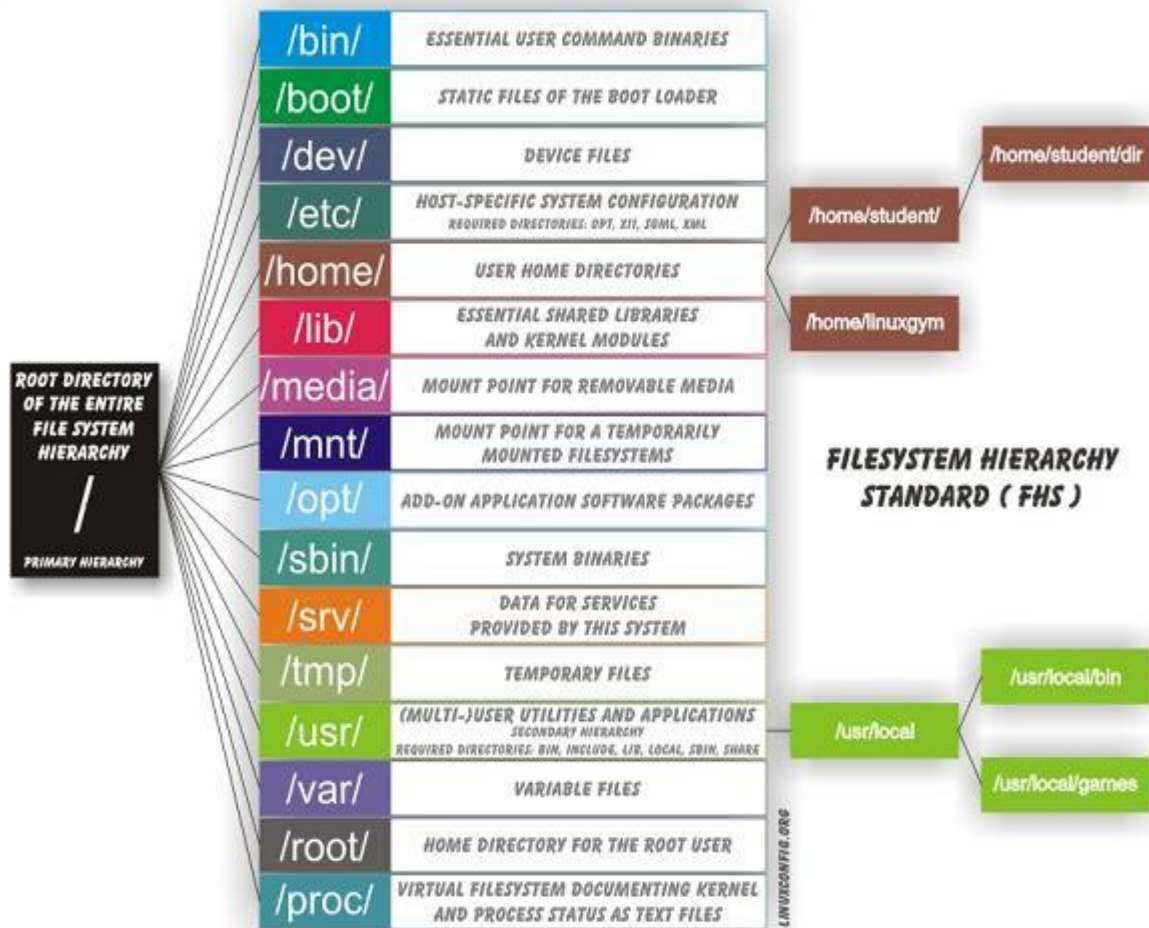 ROOT DIRECTORY
OF THE ENTIRE
FILE SYSTEM
HIERARCHY
/
PRIMARY HIERARCHY
/bin/
ESSENTIAL USER COMMAND BINARIES
/boot/
STATIC FILES OF THE BOOT LOADER
/dev/
DEVICE FILES
/etc/
HOST-SPECIFIC SYSTEM CONFIGURATION
REQUIRED DIRECTORIES: OPT, XII, SGML, XML
/home/
USER HOME DIRECTORIES
/lib/
ESSENTIAL SHARED LIBRARIES
AND KERNEL MODULES
/media/
MOUNT POINT FOR REMOVABLE MEDIA
/mnt/
MOUNT POINT FOR A TEMPORARILY
MOUNTED FILESYSTEMS
/opt/
ADD-ON APPLICATION SOFTWARE PACKAGES
/sbin/
SYSTEM BINARIES
/srv/
DATA FOR SERVICES
PROVIDED BY THIS SYSTEM
/tmp/
TEMPORARY FILES
/usr/
(MULTI-)USER UTILITIES AND APPLICATIONS
SECONDARY HIERARCHY
REQUIRED DIRECTORIES: BIN, INCLUDE, LIB, LOCAL, SBIN, SHARE
/var/
VARIABLE FILES
/root/
HOME DIRECTORY FOR THE ROOT USER
/proc/
VIRTUAL FILESYSTEM DOCUMENTING KERNEL
AND PROCESS STATUS AS TEXT FILES
/home/student/
/home/student/dir
/home/linuxgym
FILESYSTEM HIERARCHY
STANDARD ( FHS )
/usr/local
/usr/local/bin
/usr/local/games
LINUXCONFIG.ORG